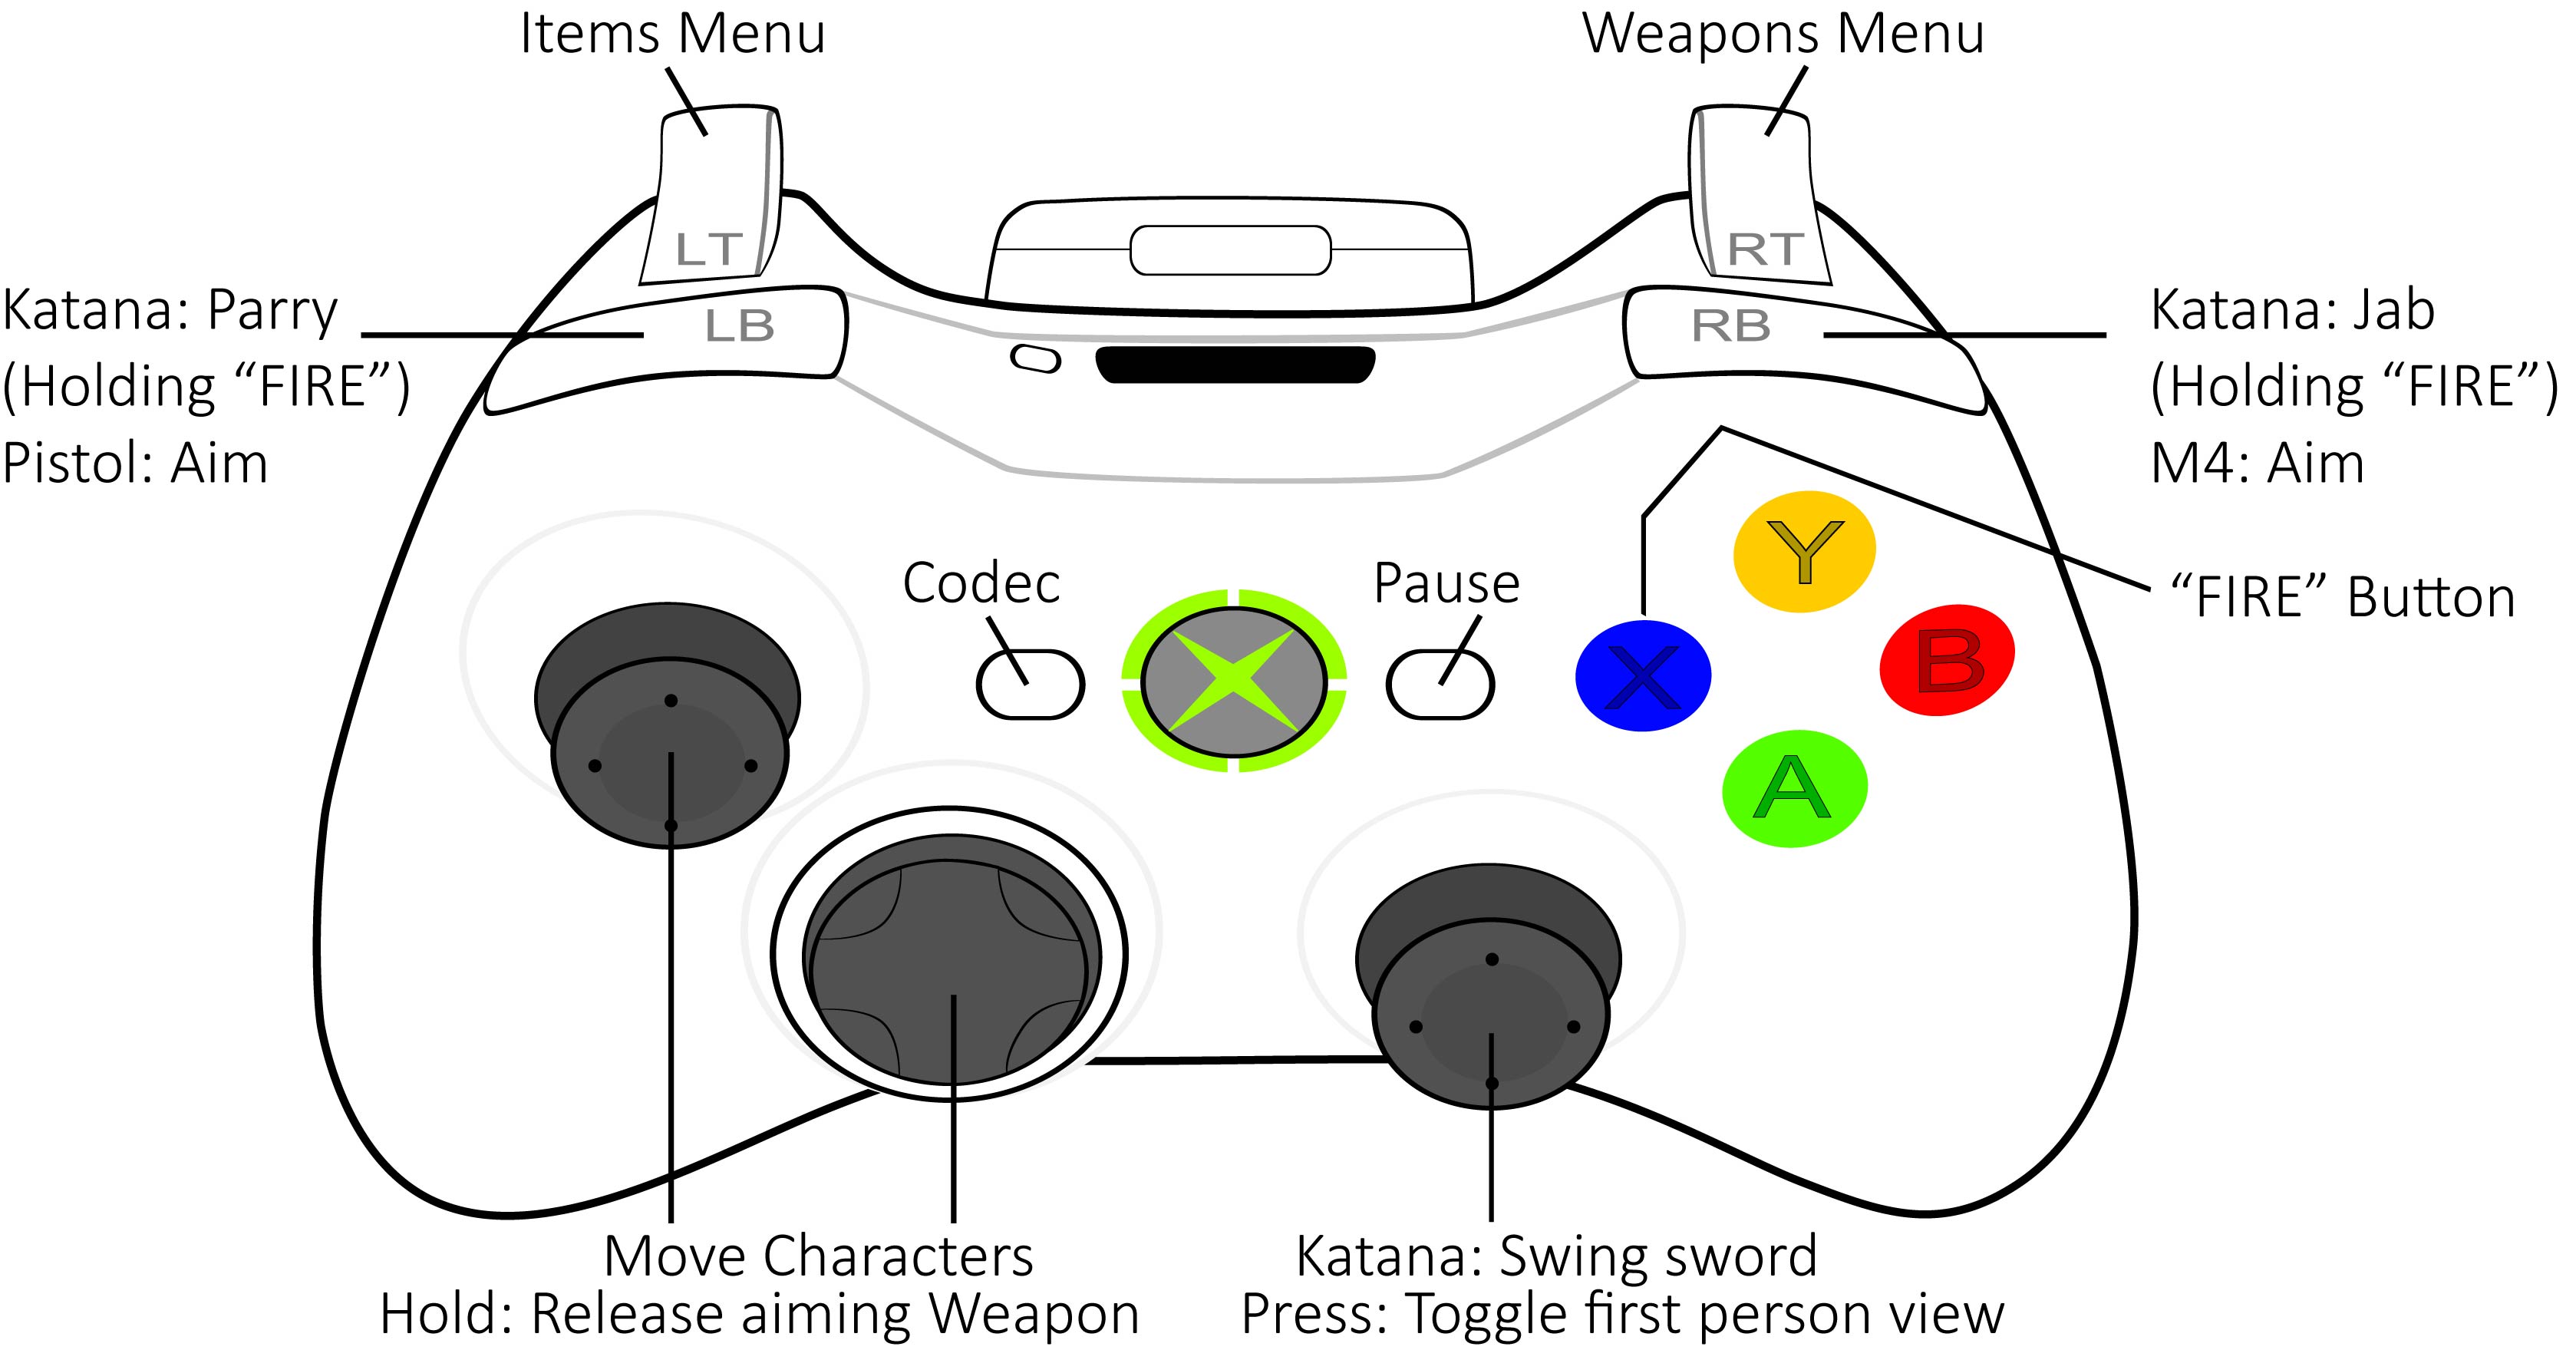 Items Menu
Weapons Menu
LT
RT
Katana: Parry
(Holding “FIRE”)
Pistol: Aim
LB
RB
Katana: Jab
(Holding “FIRE”)
M4: Aim
Y
Codec
Pause
“FIRE” Button
X
B
A
Move Characters
Hold: Release aiming Weapon
Katana: Swing sword
Press: Toggle first person view